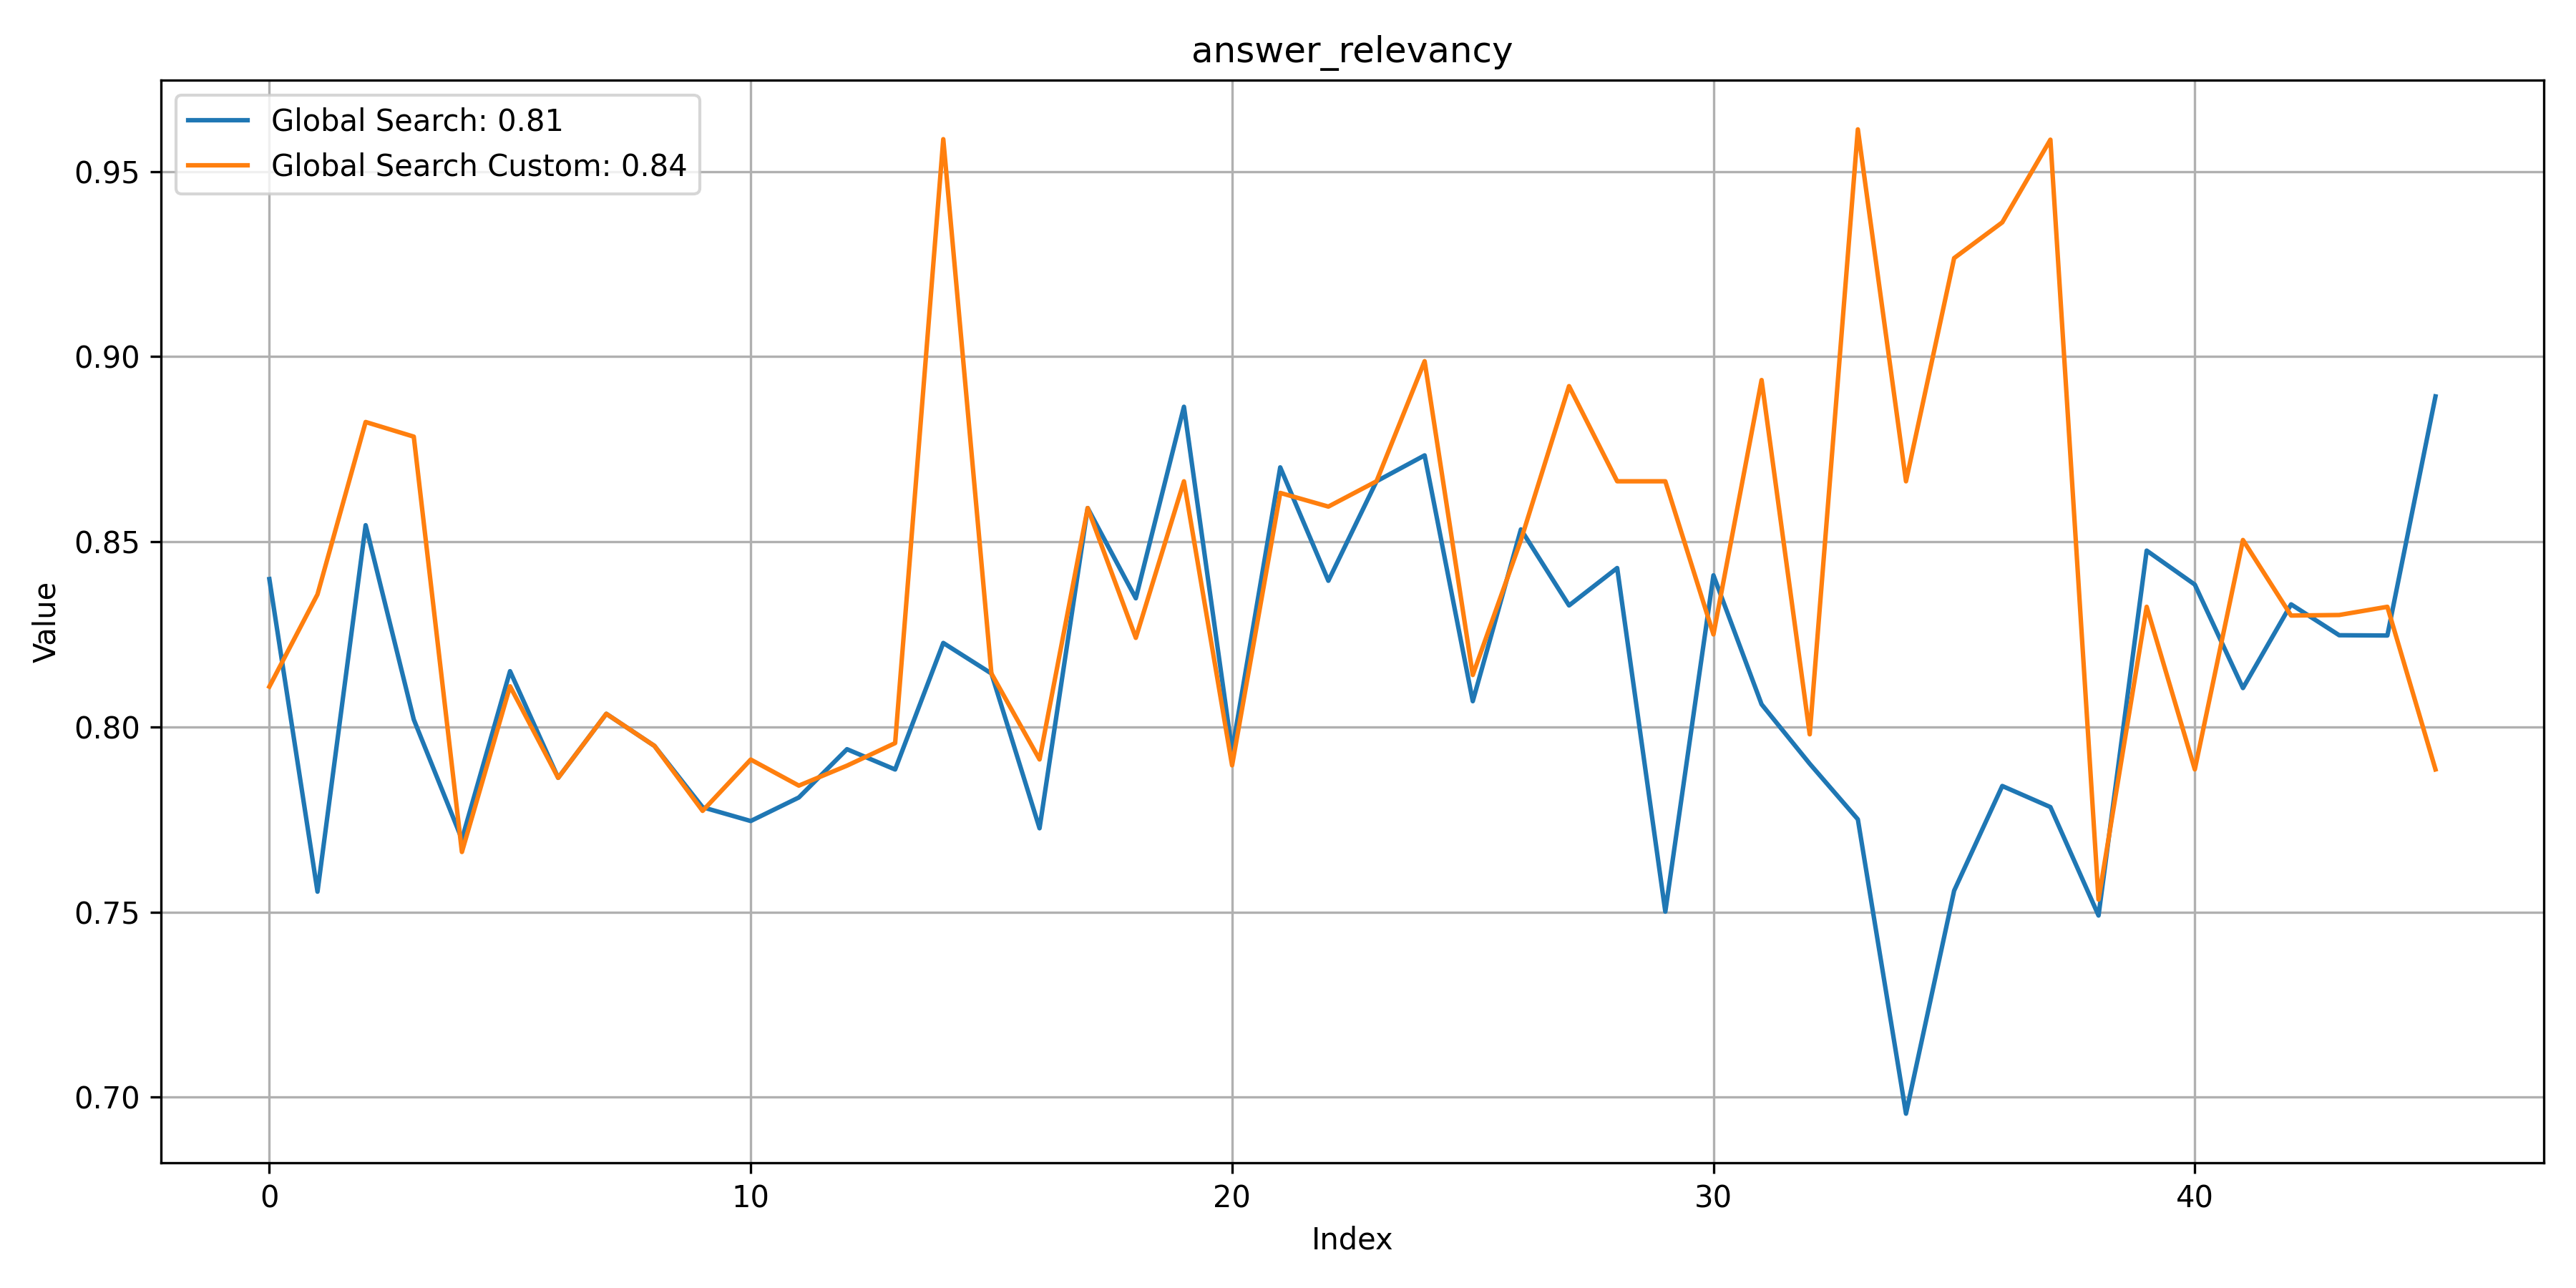 answer_relevancy
Global Search: 0.81
Global Search Custom: 0.84
0.95
0.90
0.85
0.80
0.75
0.70
Value
0 10 20 30 40
Index